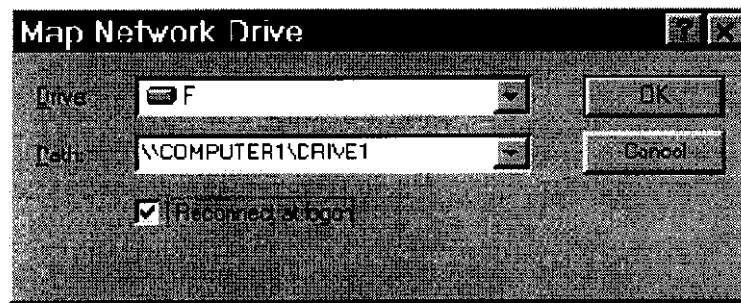 Map Network Drive
Drive: F OK
Path: \\COMPUTER1\DRIVE1 Cancel
Reconnect at logon